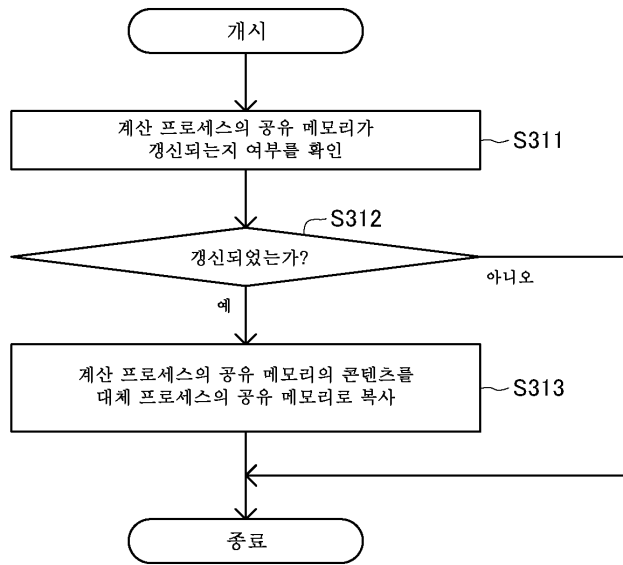 개시
계산 프로세스의 공유 메모리가
갱신되는지 여부를 확인
S311
S312
갱신되었는가?
아니오
예
계산 프로세스의 공유 메모리의 콘텐츠를
대체 프로세스의 공유 메모리로 복사
S313
종료